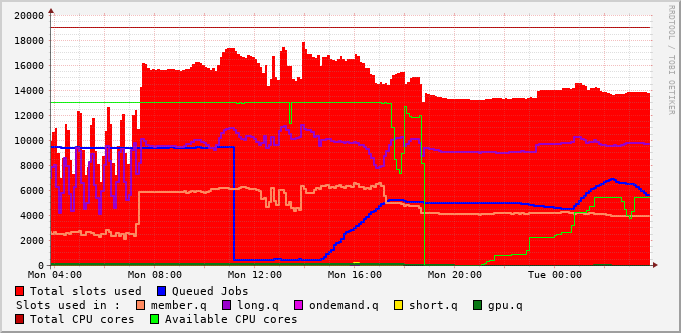 RRDTOOL / TOBI OETIKER
20000
18000
16000
14000
12000
10000
8000
6000
4000
2000
0
Mon 04:00 Mon 08:00 Mon 12:00 Mon 16:00 Mon 20:00 Tue 00:00
Total slots used Queued Jobs
Slots used in : member.q long.q ondemand.q short.q gpu.q
Total CPU cores Available CPU cores